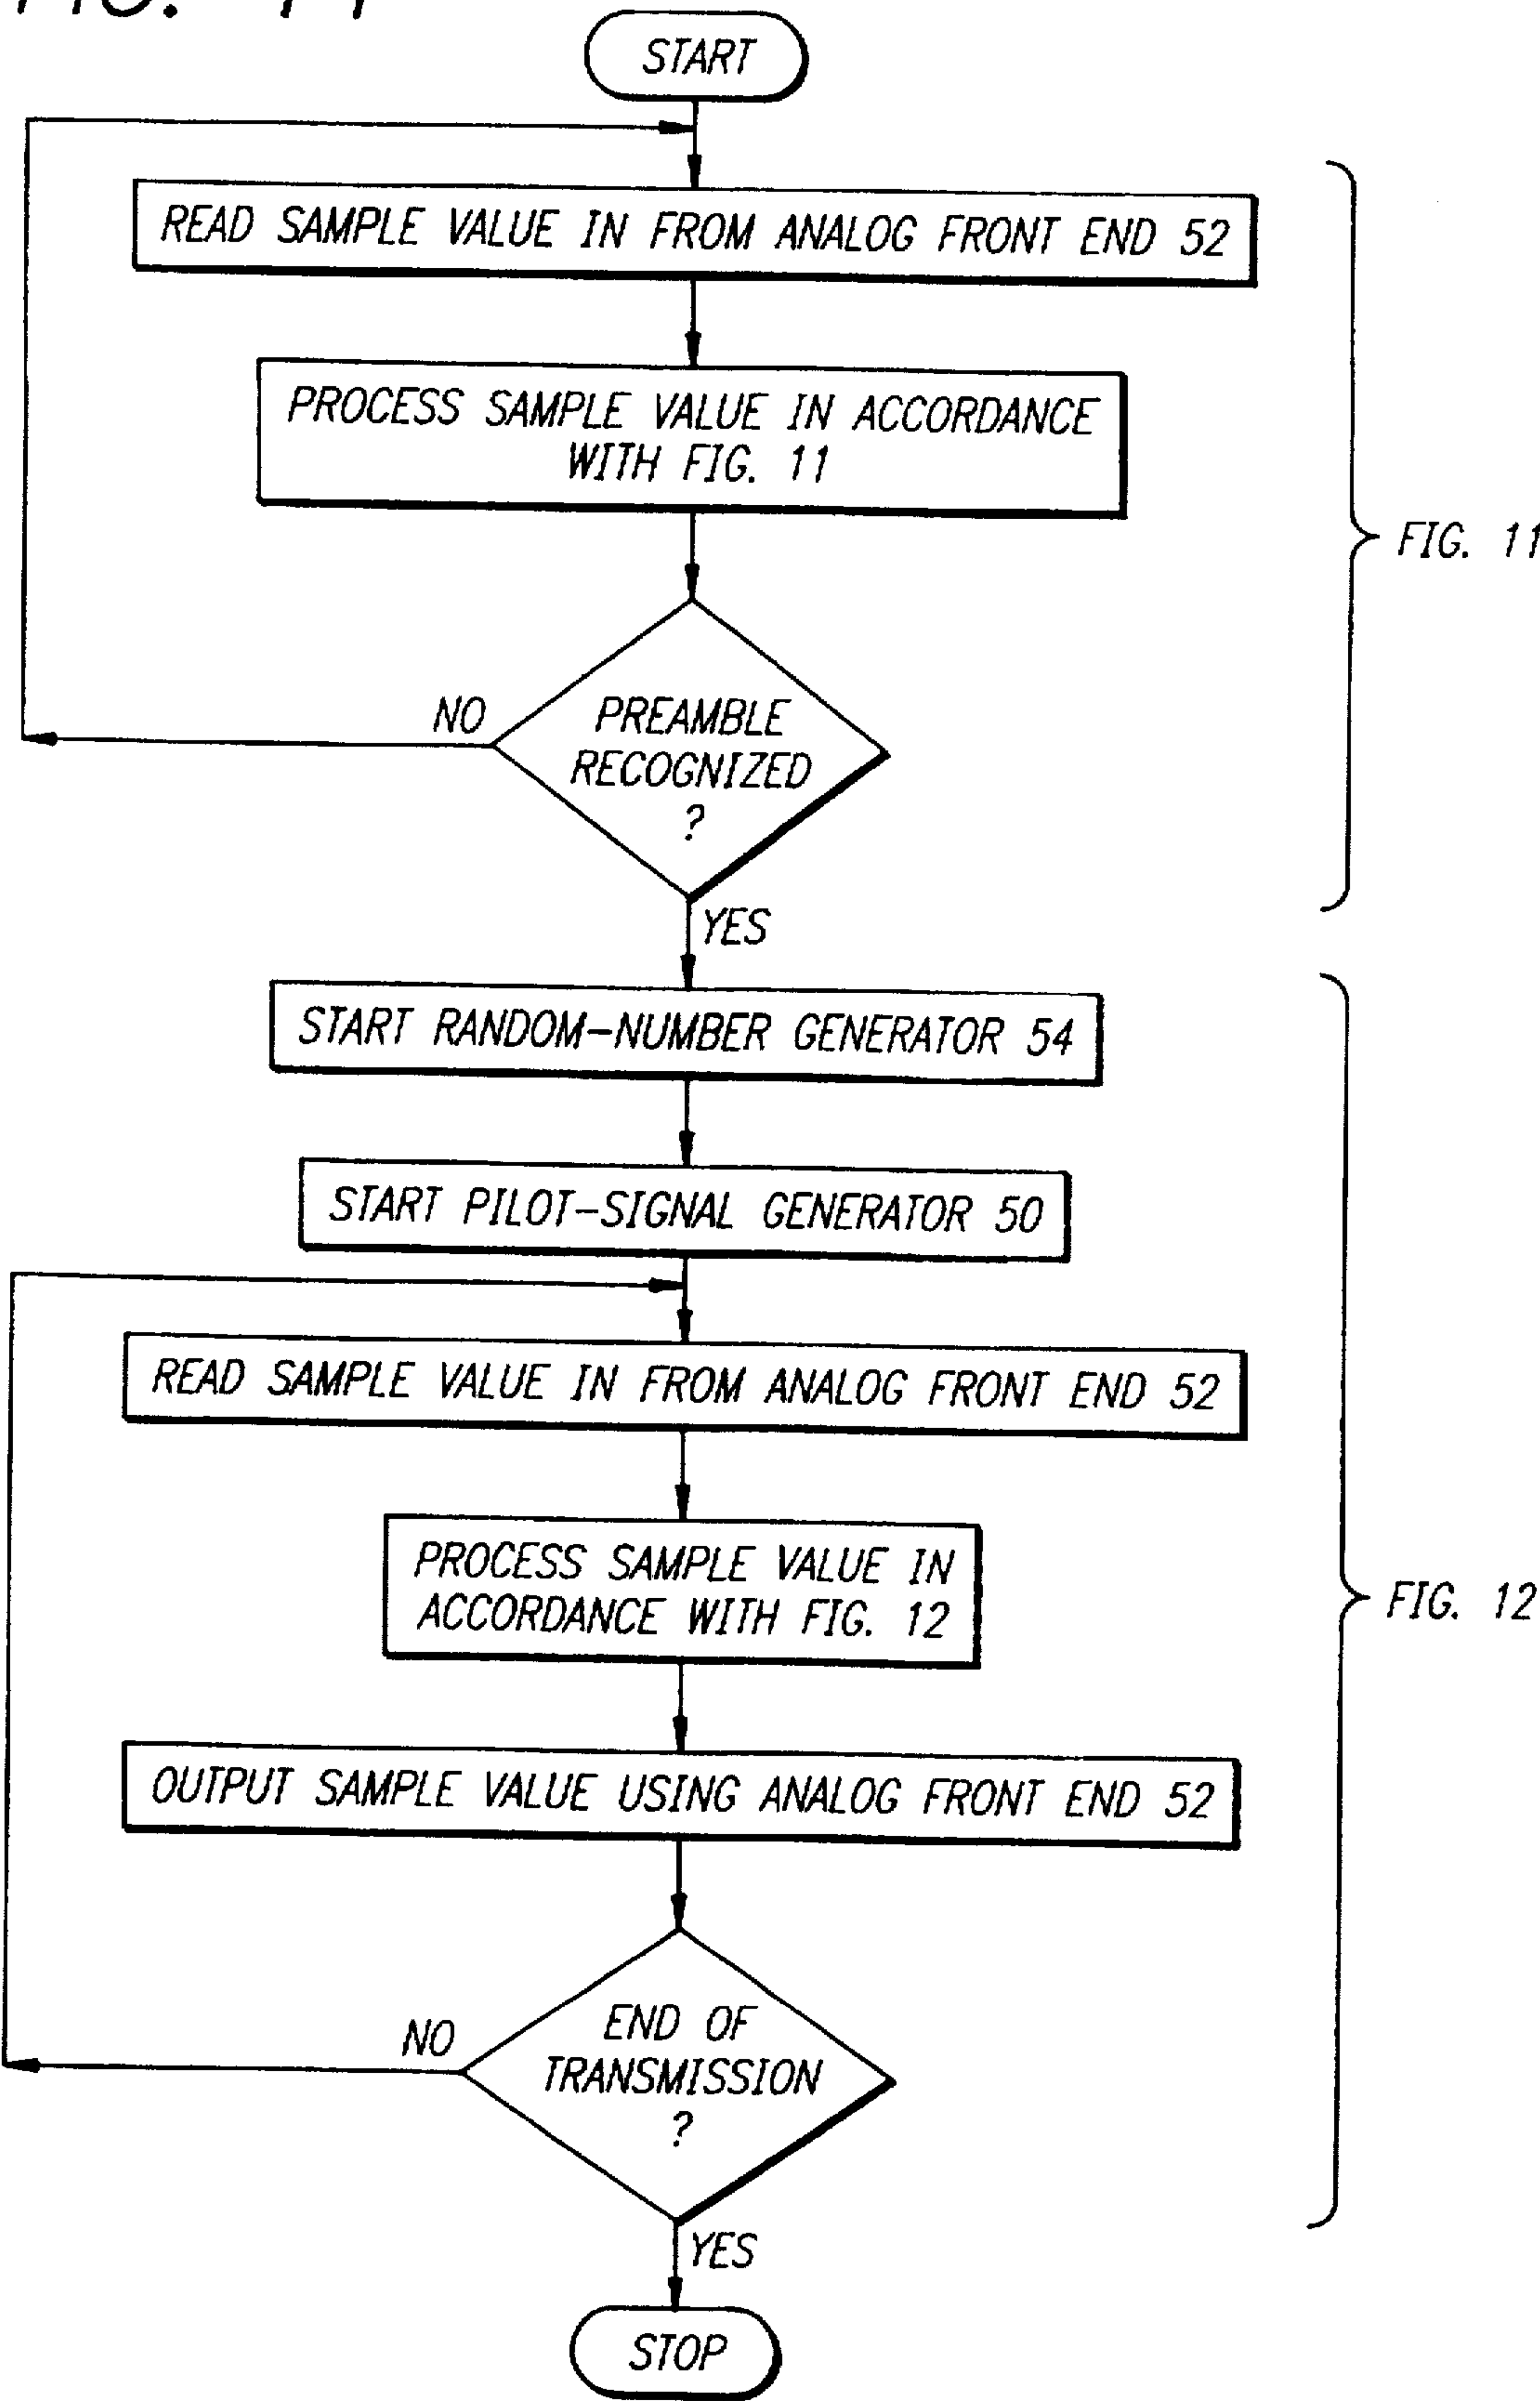 START
READ SAMPLE VALUE IN FROM ANALOG FRONT END 52
PROCESS SAMPLE VALUE IN ACCORDANCE
WITH FIG. 11
FIG. 11
NO
PREAMBLE
RECOGNIZED
?
YES
START RANDOM-NUMBER GENERATOR 54
START PILOT-SIGNAL GENERATOR 50
READ SAMPLE VALUE IN FROM ANALOG FRONT END 52
PROCESS SAMPLE VALUE IN
ACCORDANCE WITH FIG. 12
FIG. 12
OUTPUT SAMPLE VALUE USING ANALOG FRONT END 52
NO
END OF
TRANSMISSION
?
YES
STOP